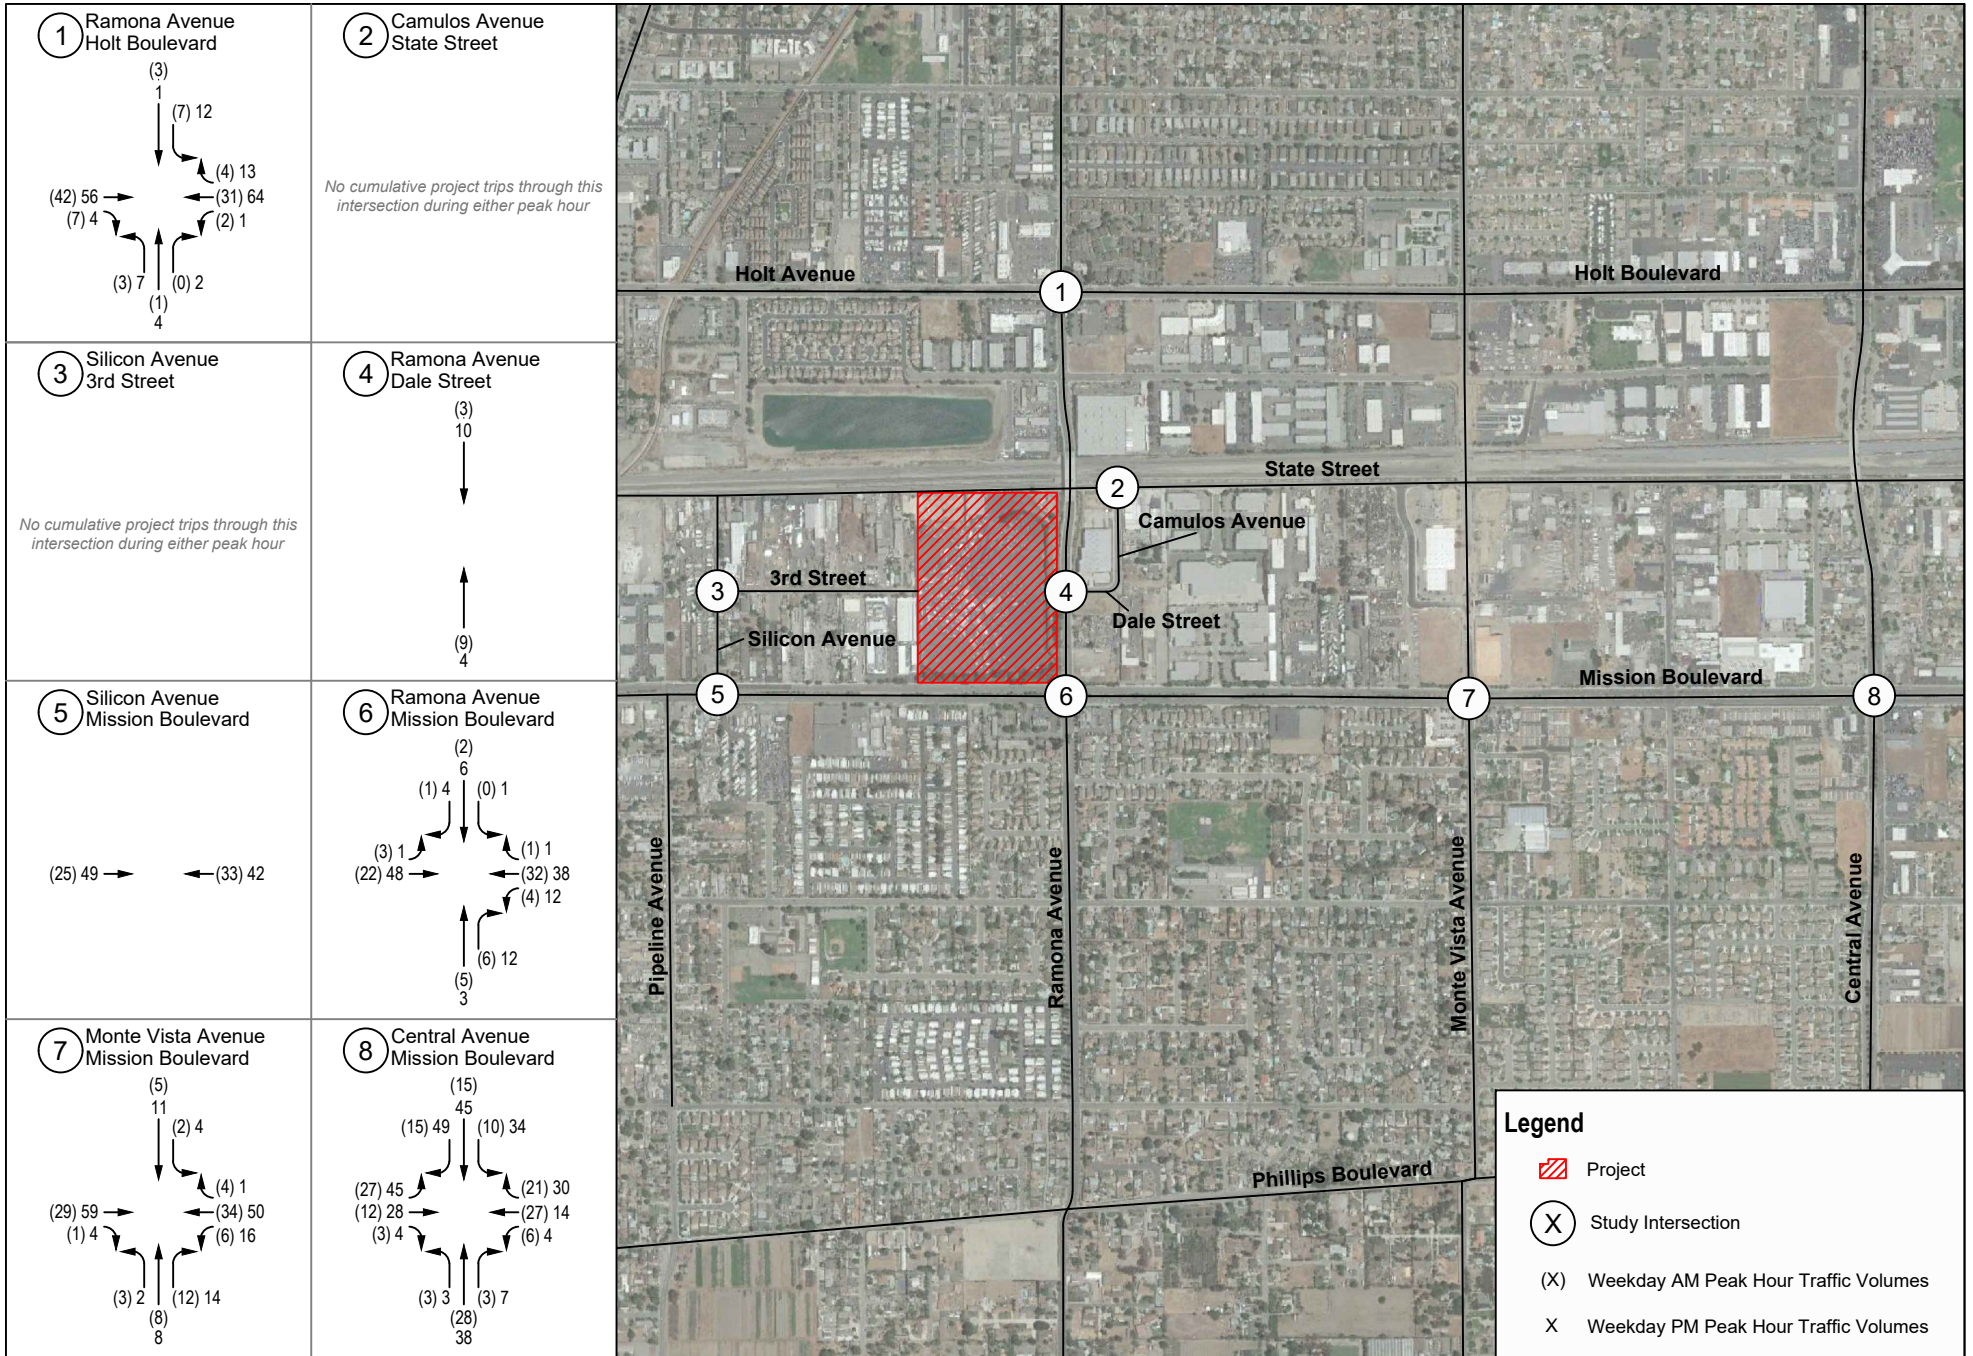 1
Ramona Avenue
Holt Boulevard
(3)
1
(7) 12
(4) 13
(42) 56
(31) 64
(7) 4
(2) 1
(3) 7
(0) 2
(1)
4
2
Camulos Avenue
State Street
No cumulative project trips through this
intersection during either peak hour
3
Silicon Avenue
3rd Street
No cumulative project trips through this
intersection during either peak hour
4
Ramona Avenue
Dale Street
(3)
10
(9)
4
5
Silicon Avenue
Mission Boulevard
(25) 49
(33) 42
6
Ramona Avenue
Mission Boulevard
(2)
6
(1) 4
(0) 1
(3) 1
(1) 1
(22) 48
(32) 38
(4) 12
(6) 12
(5)
3
7
Monte Vista Avenue
Mission Boulevard
(5)
11
(2) 4
(4) 1
(29) 59
(34) 50
(1) 4
(6) 16
(3) 2
(12) 14
(8)
8
8
Central Avenue
Mission Boulevard
(15)
45
(15) 49
(10) 34
(27) 45
(21) 30
(12) 28
(27) 14
(3) 4
(6) 4
(3) 3
(3) 7
(28)
38
Holt Avenue
Holt Boulevard
1
State Street
2
Camulos Avenue
3rd Street
3
4
Dale Street
Silicon Avenue
Mission Boulevard
5
6
7
8
Pipeline Avenue
Ramona Avenue
Monte Vista Avenue
Central Avenue
Phillips Boulevard
Legend
Project
X
Study Intersection
(X)
Weekday AM Peak Hour Traffic Volumes
X
Weekday PM Peak Hour Traffic Volumes